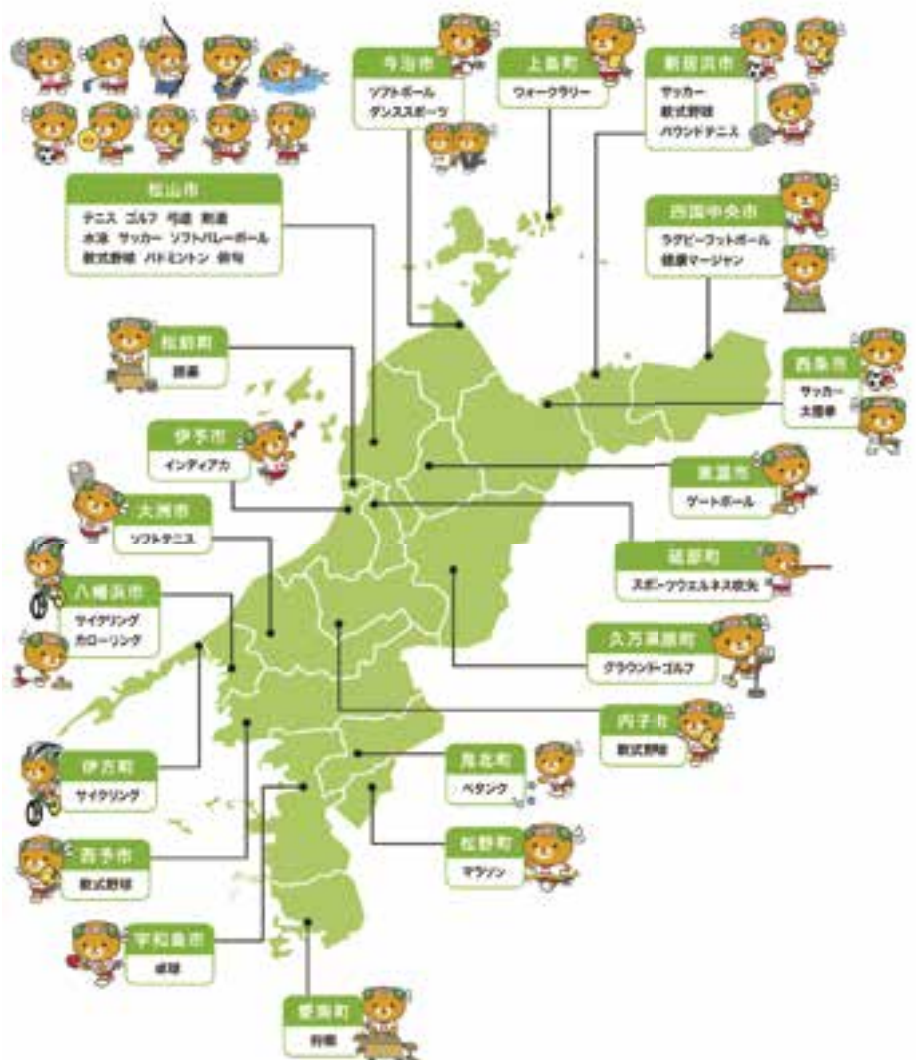 今治市
ソフトボール
ダンススポーツ
上島町
ウォークラリー
新居浜市
サッカー
軟式野球
バウンドテニス
松山市
テニス ゴルフ 弓道 剣道
水泳 サッカー ソフトバレーボール
軟式野球 バドミントン 俳句
四国中央市
ラグビーフットボール
健康マージャン
松前町
囲碁
西条市
サッカー
太極拳
伊予市
インディアカ
東温市
ゲートボール
大洲市
ソフトテニス
砥部町
スポーツウエルネス吹矢
八幡浜市
サイクリング
カローリング
久万高原町
グラウンド・ゴルフ
内子町
軟式野球
伊方町
サイクリング
鬼北町
ペタンク
西予市
軟式野球
松野町
マラソン
宇和島市
卓球
愛南町
将棋